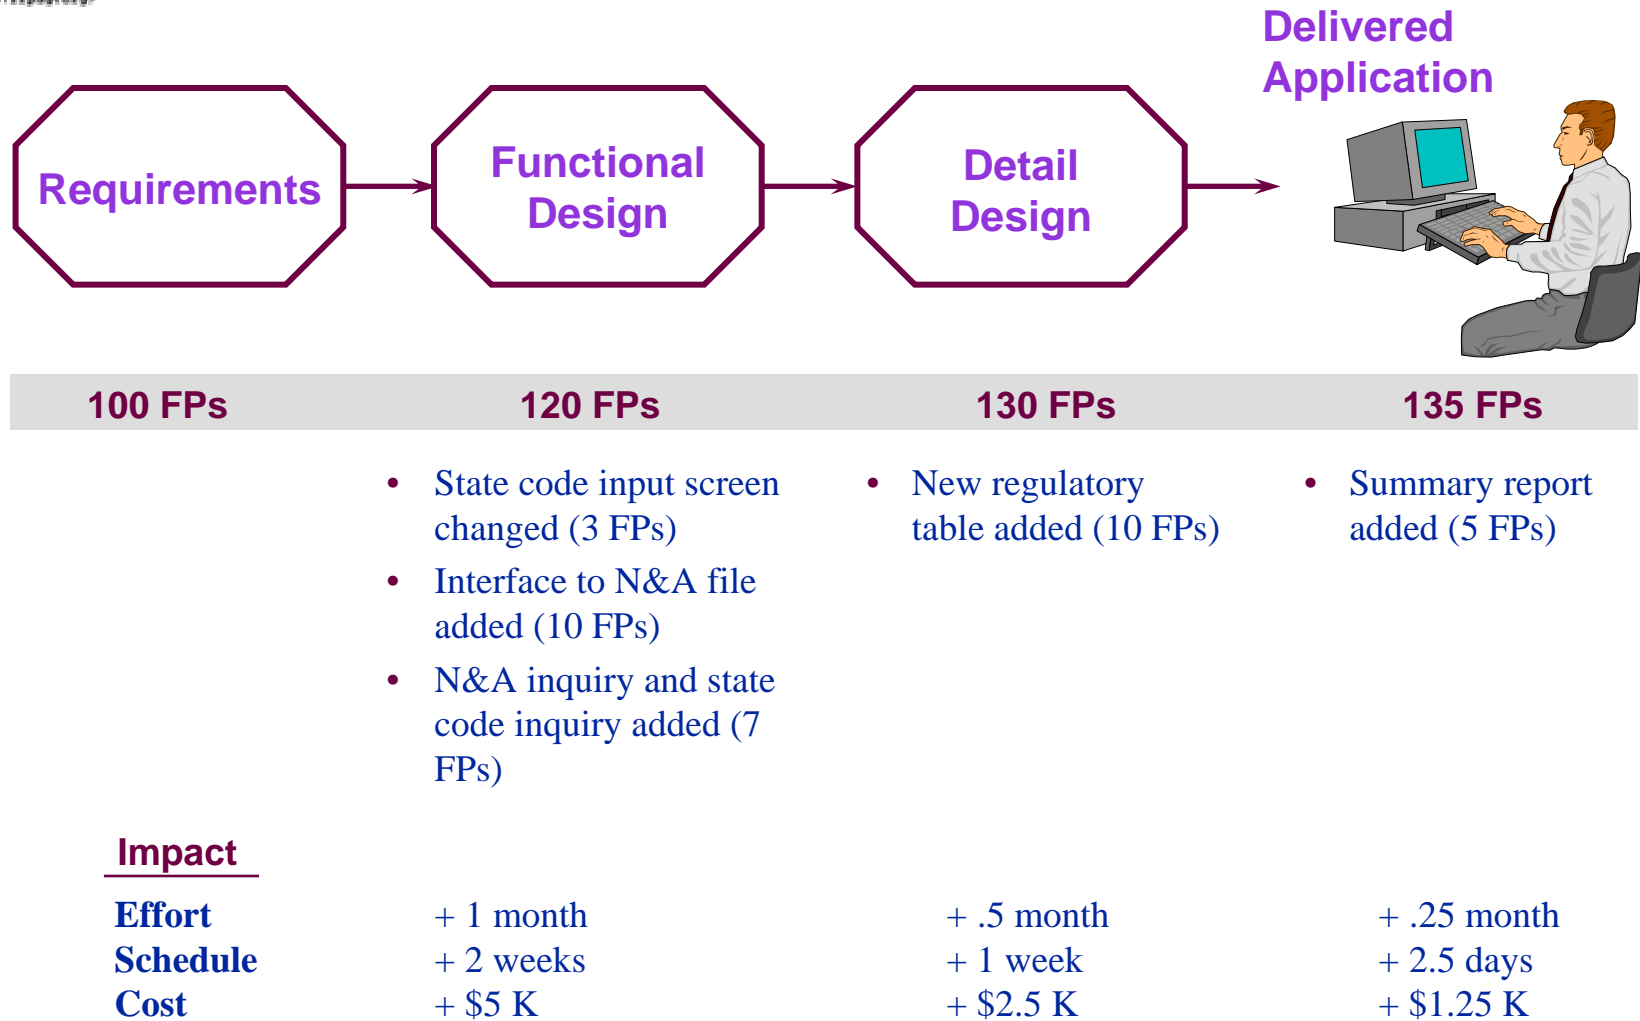 Delivered
Application
Requirements
Functional
Design
Detail
Design
100 FPs
120 FPs
130 FPs
135 FPs
• State code input screen
changed (3 FPs)
• Interface to N&A file
added (10 FPs)
• N&A inquiry and state
code inquiry added (7
FPs)
• New regulatory
table added (10 FPs)
• Summary report
added (5 FPs)
Impact
Effort + 1 month + .5 month + .25 month
Schedule + 2 weeks + 1 week + 2.5 days
Cost + $5 K + $2.5 K + $1.25 K